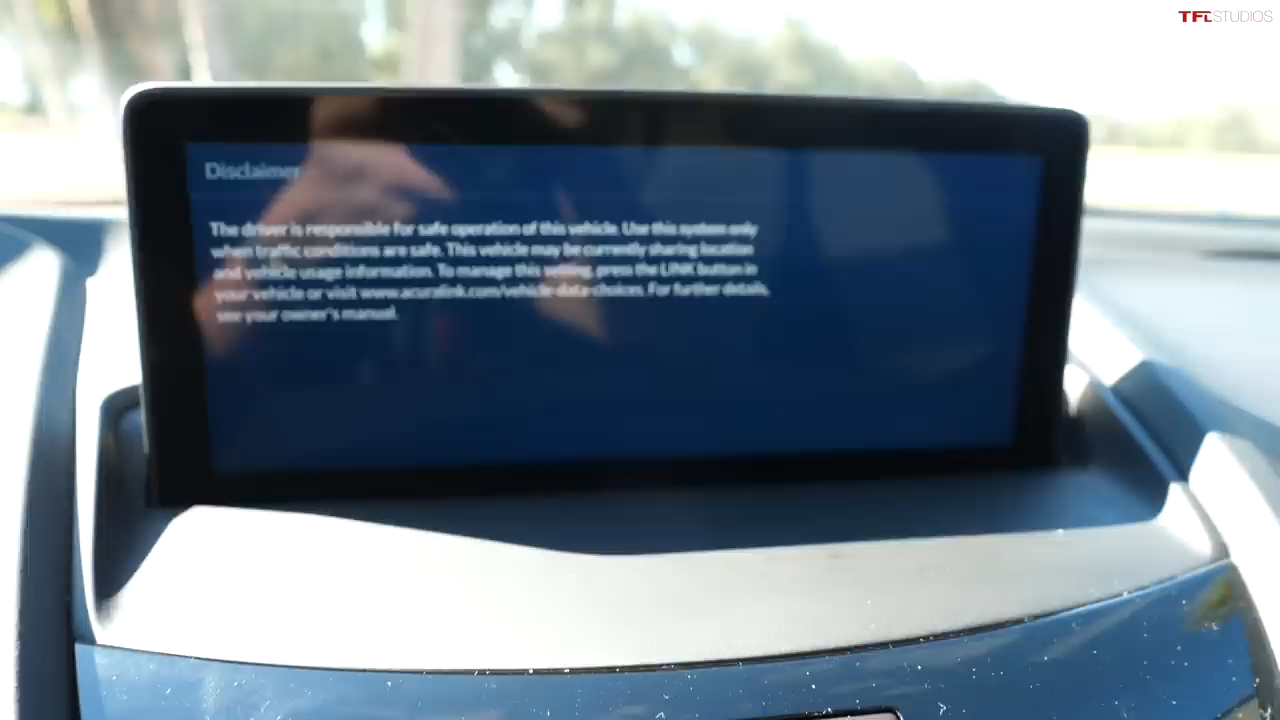 TFLSTUDIOS
Disclaimer
The driver is responsible for safe operation of this vehicle. Use this system only
when traffic conditions are safe. This vehicle may be currently sharing location
and vehicle usage information. To manage this setting, press the LINK button in
your vehicle or visit www.acuralink.com/vehicle-data-choices. For further details,
see your owner's manual.